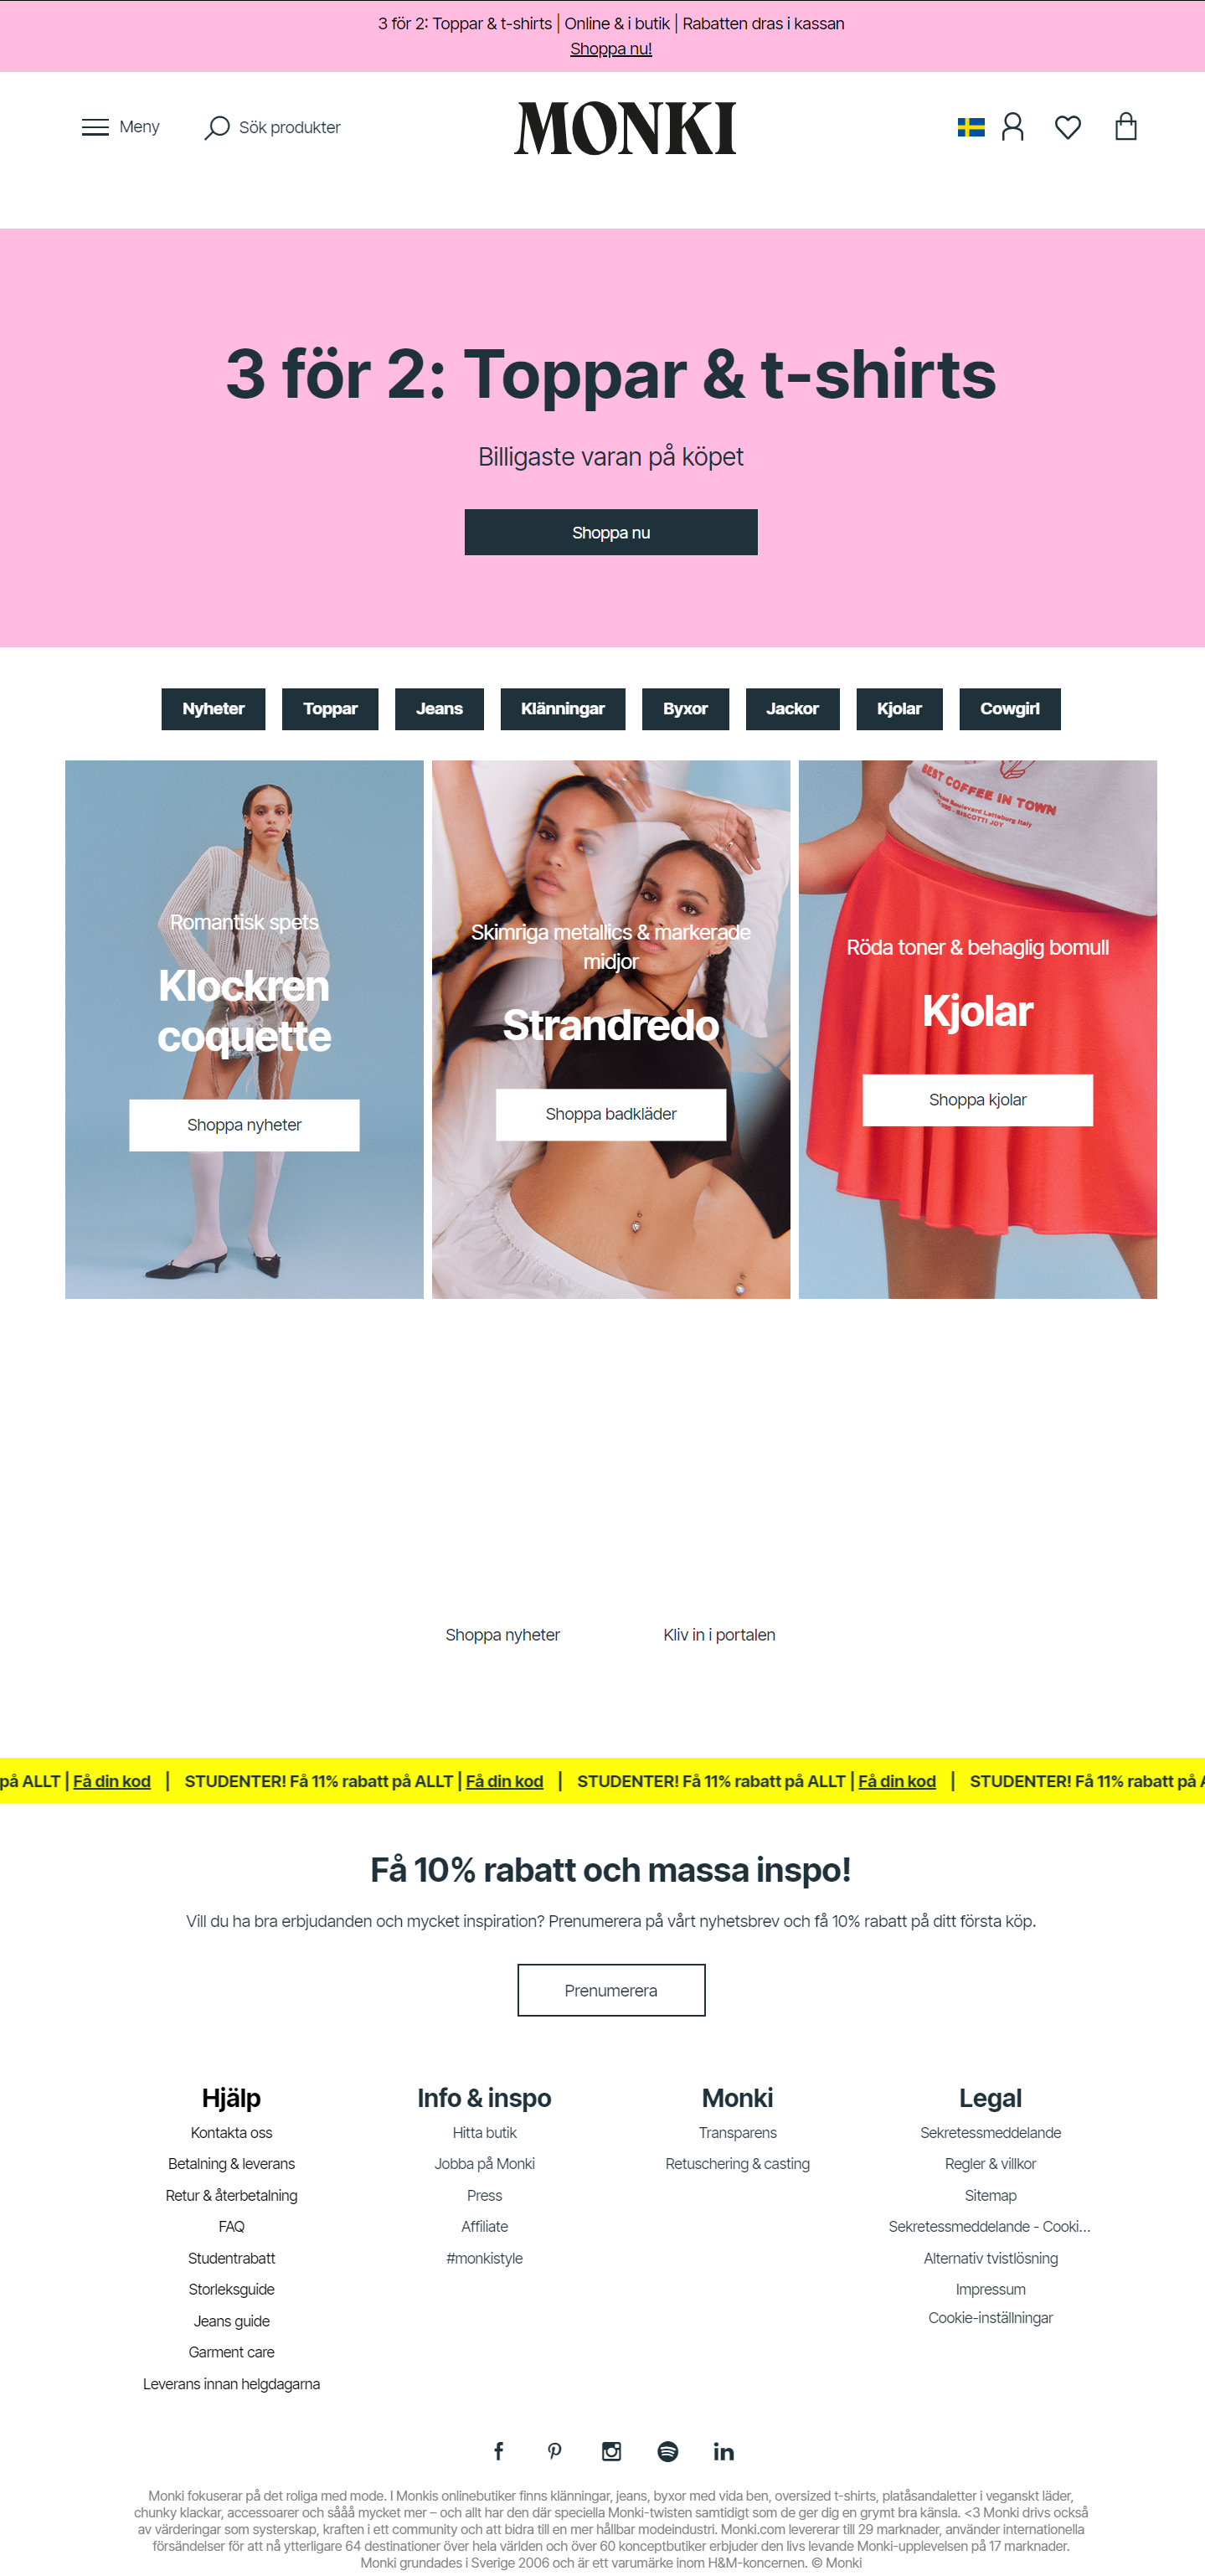 3 för 2: Toppar & t-shirts | Online & i butik | Rabatten dras i kassan
Shoppa nu!
Meny
Sök produkter
MONKI
3 för 2: Toppar & t-shirts
Billigaste varan på köpet
Shoppa nu
Nyheter
Toppar
Jeans
Klänningar
Byxor
Jackor
Kjolar
Cowgirl
Romantisk spets
Klockren
coquette
Shoppa nyheter
Skimriga metallics & markerade
midjor
Strandredo
Shoppa badkläder
BEST COFFEE IN TOWN
Boulevard Lattaburg Italy
BISCOTTI JOY
Röda toner & behaglig bomull
Kjolar
Shoppa kjolar
Shoppa nyheter
Kliv in i portalen
på ALLT | Få din kod | STUDENTER! Få 11% rabatt på ALLT | Få din kod | STUDENTER! Få 11% rabatt på ALLT | Få din kod | STUDENTER! Få 11% rabatt på
Få 10% rabatt och massa inspo!
Vill du ha bra erbjudanden och mycket inspiration? Prenumerera på vårt nyhetsbrev och få 10% rabatt på ditt första köp.
Prenumerera
Hjälp
Kontakta oss
Betalning & leverans
Retur & återbetalning
FAQ
Studentrabatt
Storleksguide
Jeans guide
Garment care
Leverans innan helgdagarna
Info & inspo
Hitta butik
Jobba på Monki
Press
Affiliate
#monkistyle
Monki
Transparens
Retuschering & casting
Legal
Sekretessmeddelande
Regler & villkor
Sitemap
Sekretessmeddelande - Cooki...
Alternativ tvistlösning
Impressum
Cookie-inställningar
Monki fokuserar på det roliga med mode. I Monkis onlinebutiker finns klänningar, jeans, byxor med vida ben, oversized t-shirts, platåsandaletter i veganskt läder,
chunky klackar, accessoarer och sååå mycket mer – och allt har den där speciella Monki-twisten samtidigt som de ger dig en grymt bra känsla. <3 Monki drivs också
av värderingar som systerskap, kraften i ett community och att bidra till en mer hållbar modeindustri. Monki.com levererar till 29 marknader, använder internationella
försändelser för att nå ytterligare 64 destinationer över hela världen och över 60 konceptbutiker erbjuder den livs levande Monki-upplevelsen på 17 marknader.
Monki grundades i Sverige 2006 och är ett varumärke inom H&M-koncernen. © Monki